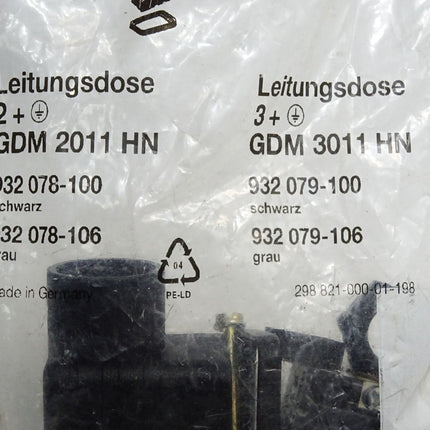 Leitungsdose
2 +
GDM 2011 HN
932 078-100
schwarz
932 078-106
grau
Made in Germany
Leitungsdose
3 +
GDM 3011 HN
932 079-100
schwarz
932 079-106
grau
04
PE-LD
298 821-000-01-198